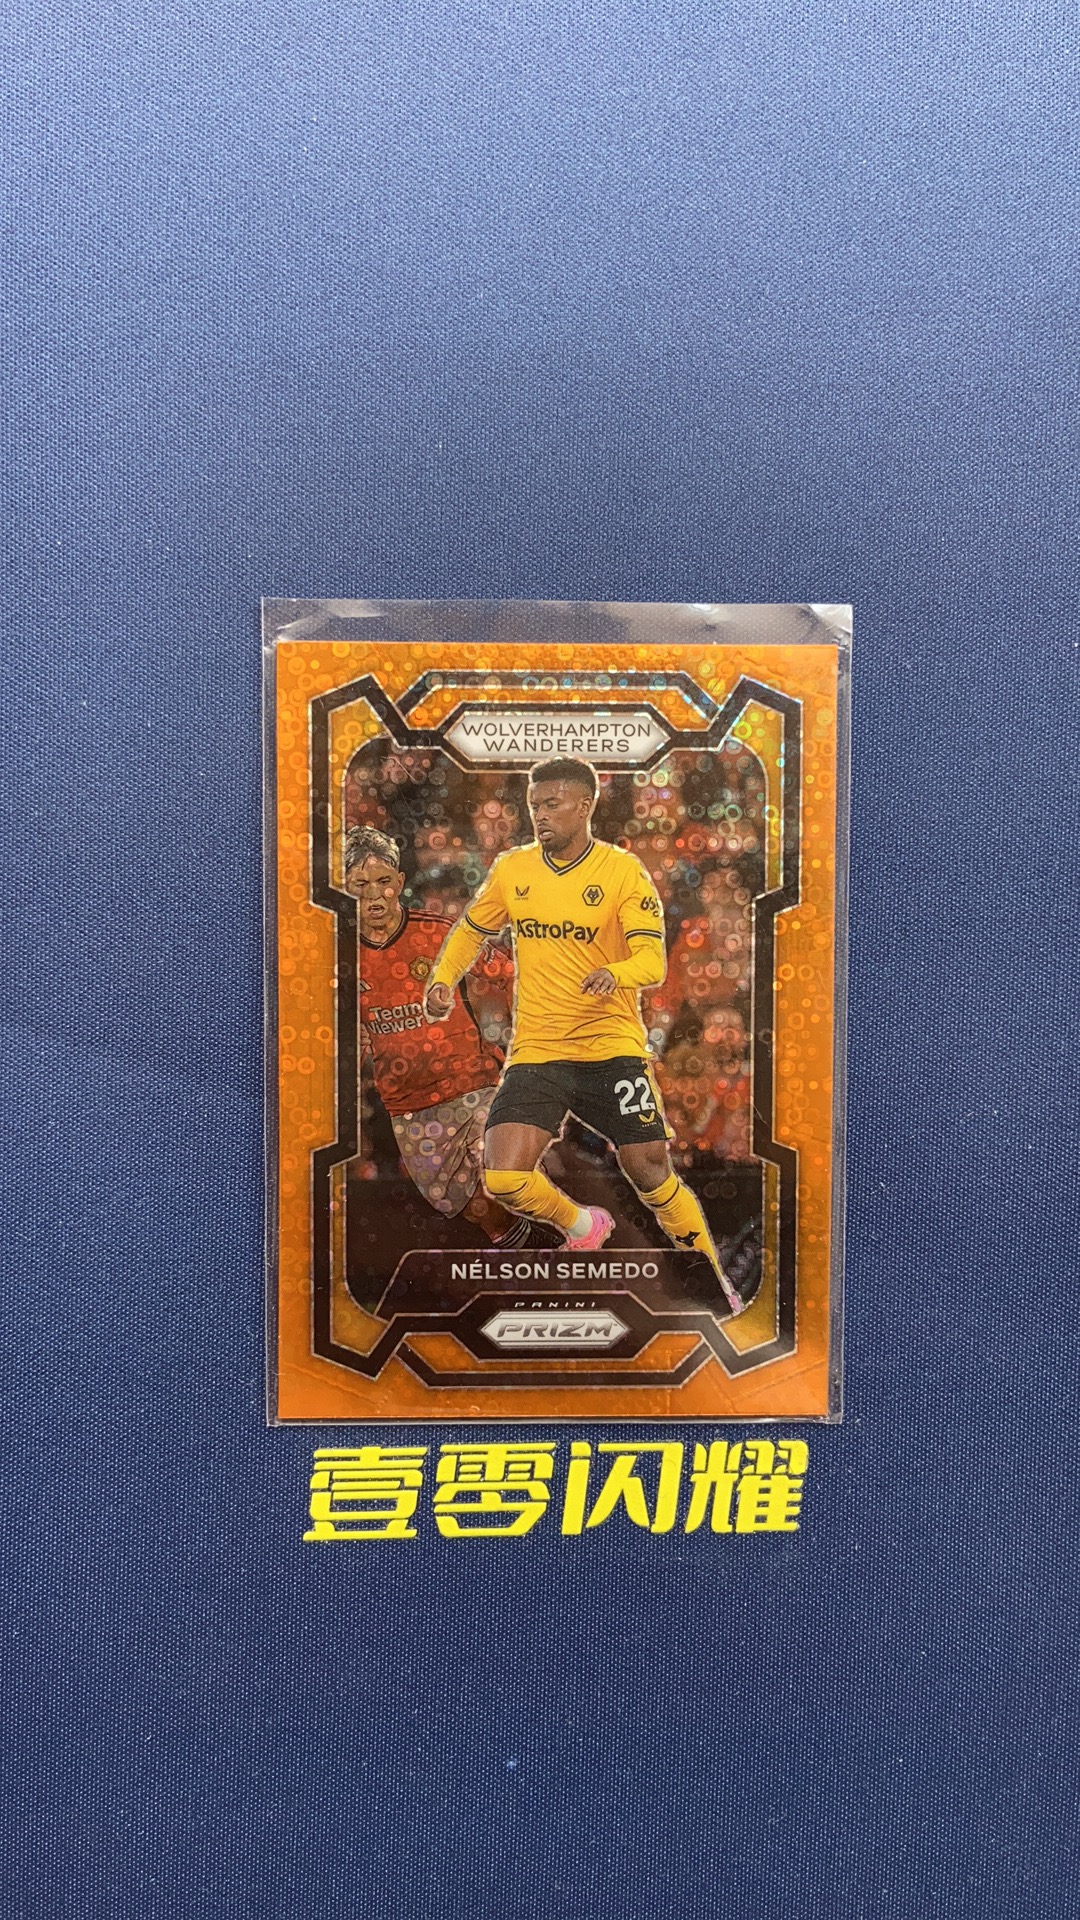 WOLVERHAMPTON
WANDERERS
AstroPay
Team
Viewer
22
NÉLSON SEMEDO
PANINI
PRIZM
壹零闪耀